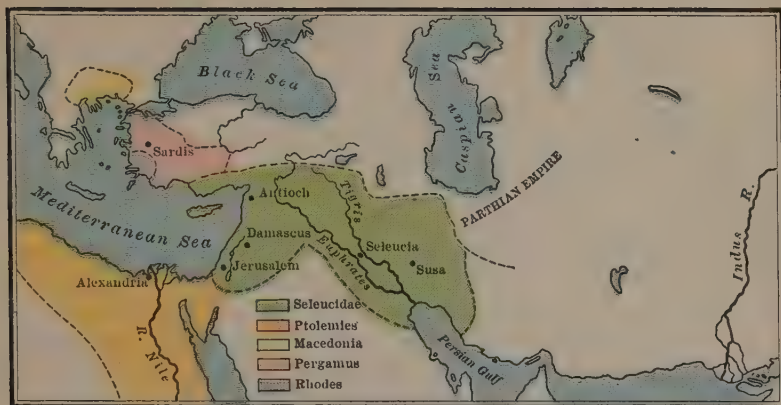 Black Sea
Caspian Sea
Sardis
PARTHIAN EMPIRE
Mediterranean Sea
Antioch
Tigris
Indus R.
Damascus
Seleucia
Euphrates
Susa
Jerusalem
Alexandria
R. Nile
Persian Gulf
Seleucidae
Ptolemies
Macedonia
Pergamus
Rhodes